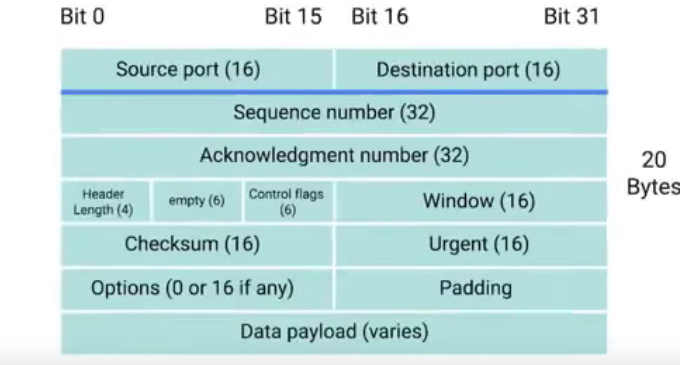 Bit 0 Bit 15 Bit 16 Bit 31
Source port (16) Destination port (16)
Sequence number (32)
Acknowledgment number (32)
20
Bytes
Header
Length (4)
empty (6)
Control flags
(6)
Window (16)
Checksum (16) Urgent (16)
Options (0 or 16 if any) Padding
Data payload (varies)